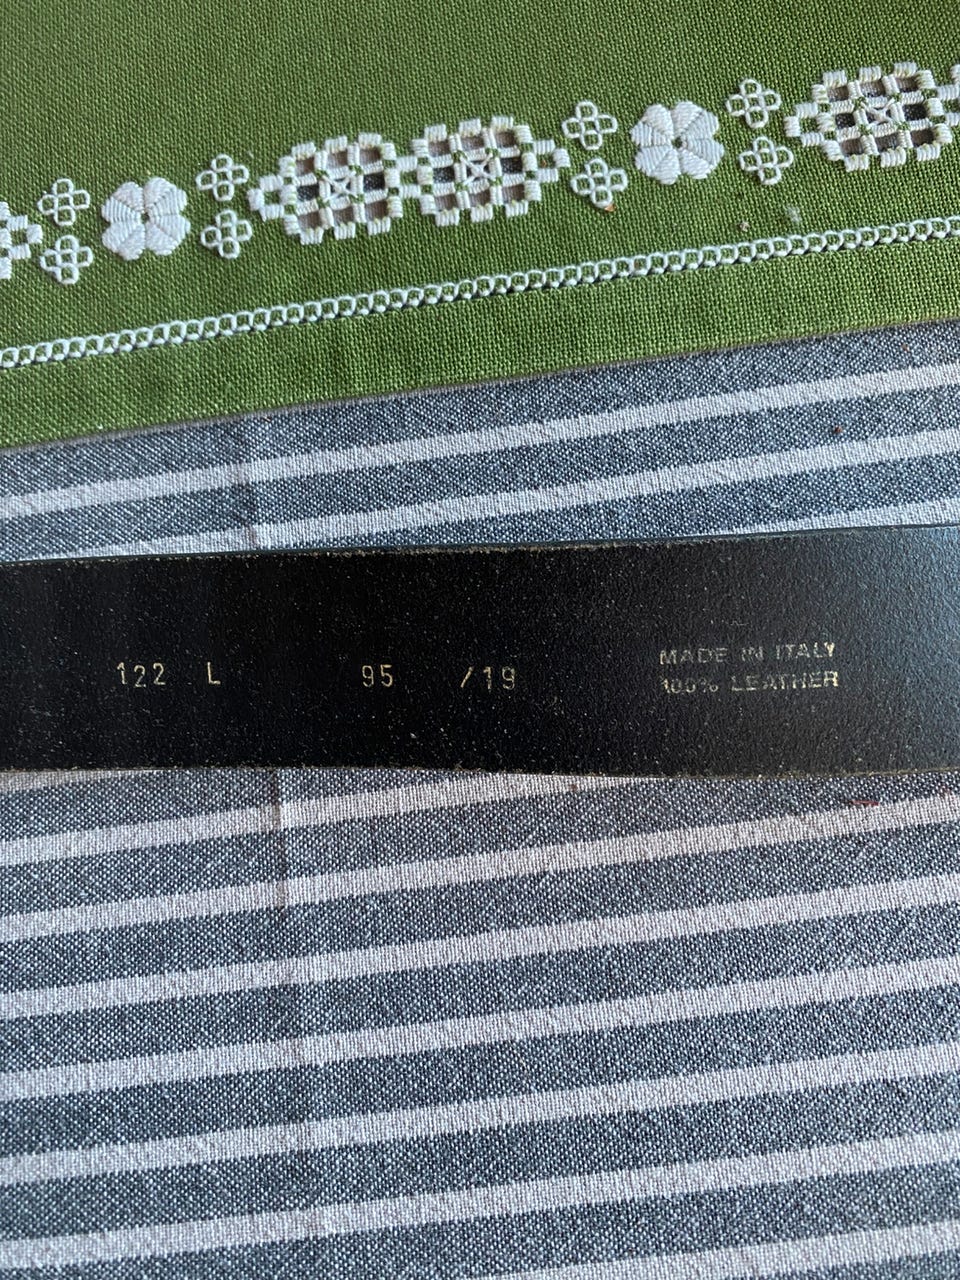 122 L 95 /19
MADE IN ITALY
100% LEATHER